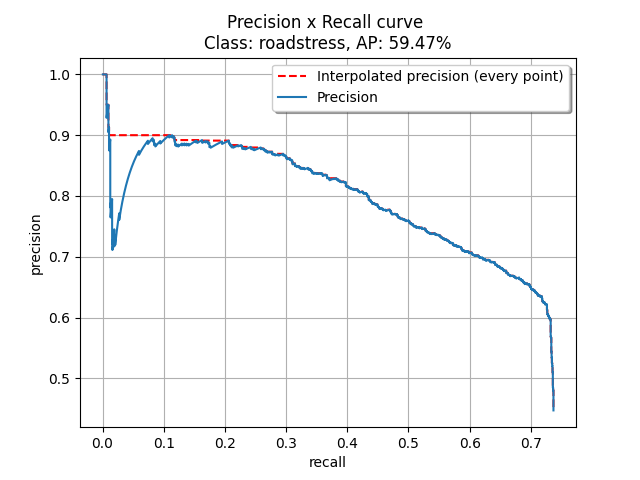 Precision x Recall curve
Class: roadstress, AP: 59.47%
Interpolated precision (every point)
Precision
1.0
0.9
0.8
0.7
0.6
0.5
precision
0.0 0.1 0.2 0.3 0.4 0.5 0.6 0.7
recall